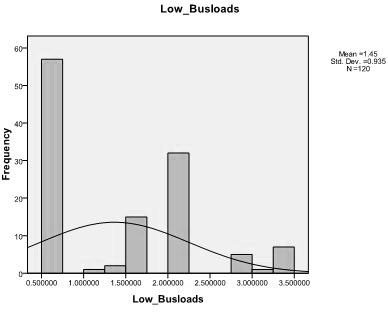 Low_Busloads
Mean =1.45
Std. Dev. =0.935
N =120
Frequency
60
50
40
30
20
10
0
0.500000 1.000000 1.500000 2.000000 2.500000 3.000000 3.500000
Low_Busloads